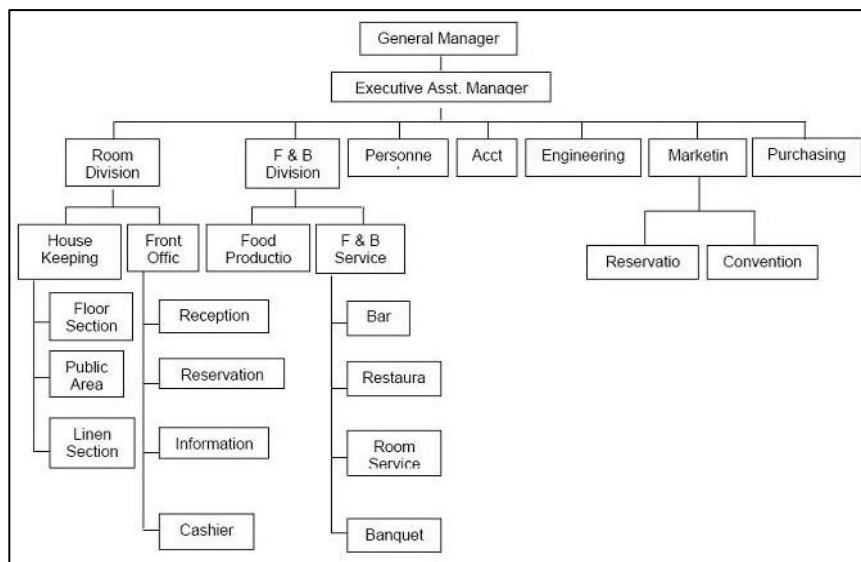 General Manager
Executive Asst. Manager
Room
Division
F & B
Division
Personne
Acct
Engineering
Marketin
Purchasing
House
Keeping
Front
Offic
Food
Productio
F & B
Service
Reservatio
Convention
Floor
Section
Reception
Bar
Public
Area
Reservation
Restaura
Linen
Section
Information
Room
Service
Cashier
Banquet